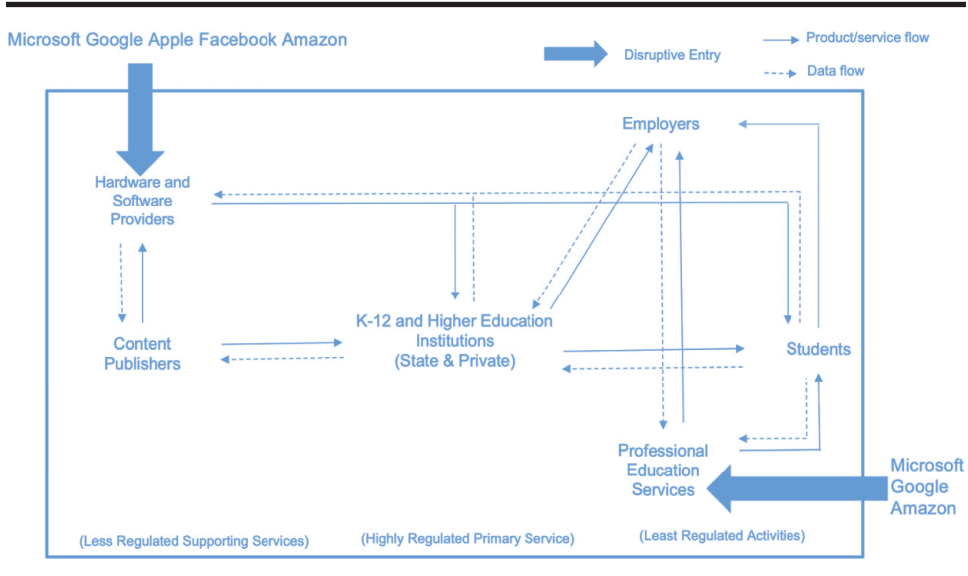 Microsoft Google Apple Facebook Amazon
Disruptive Entry
Product/service flow
Data flow
Employers
Hardware and
Software
Providers
K-12 and Higher Education
Institutions
(State & Private)
Content
Publishers
Students
Professional
Education
Services
Microsoft
Google
Amazon
(Less Regulated Supporting Services)
(Highly Regulated Primary Service)
(Least Regulated Activities)